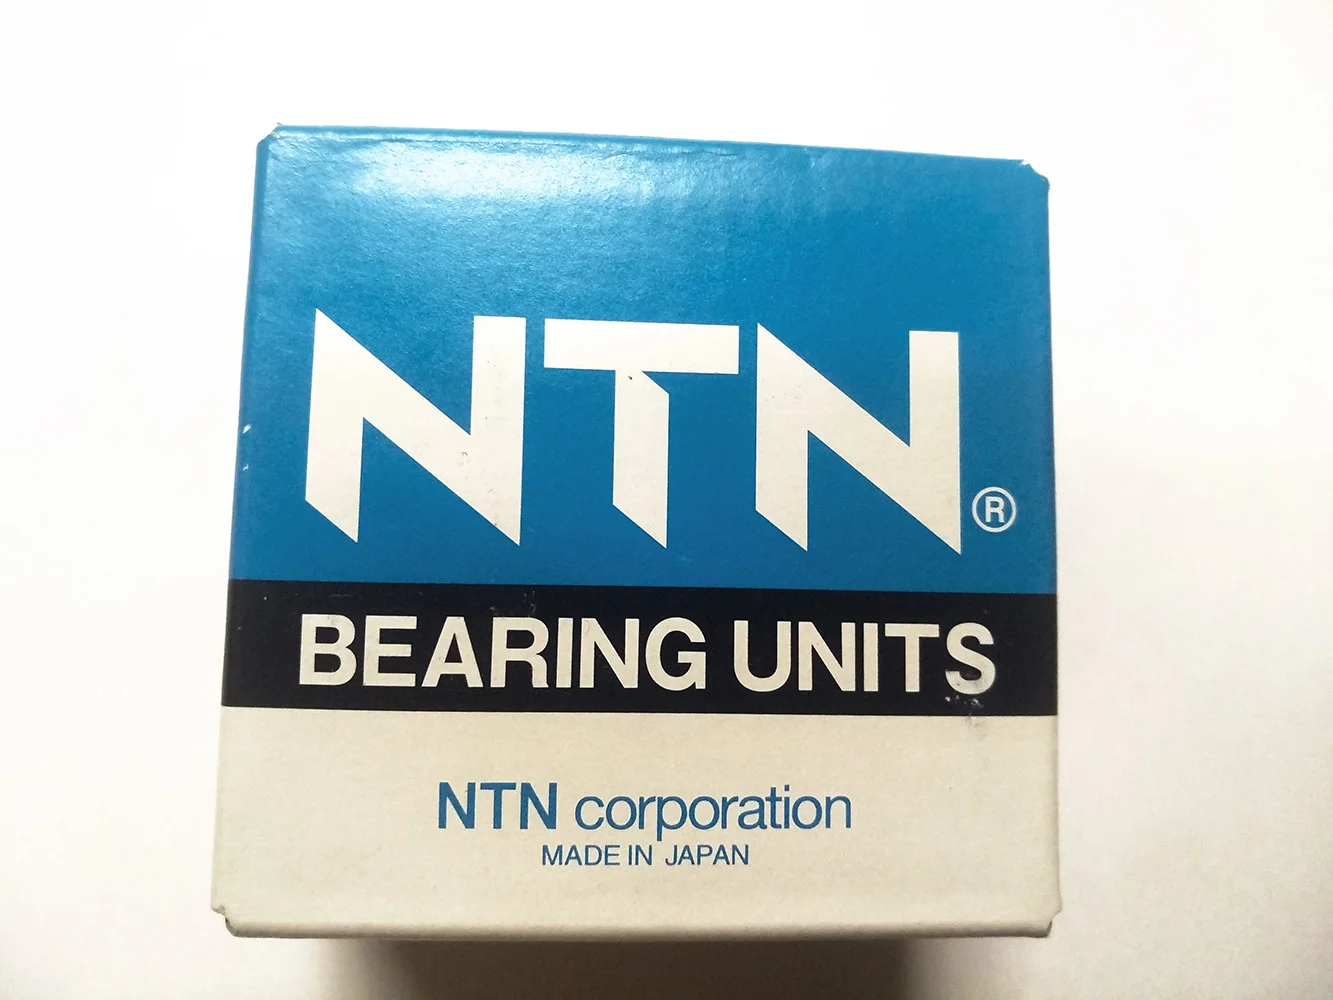 NTN®
BEARING UNITS
NTN corporation
MADE IN JAPAN